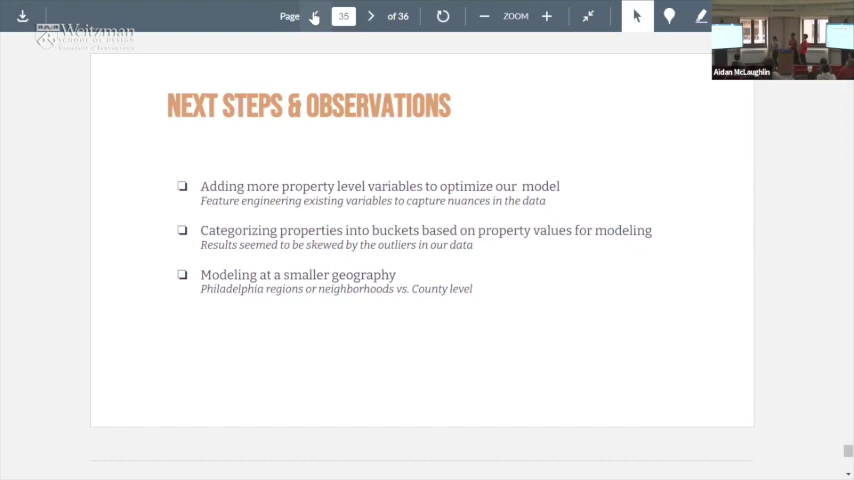 Page
35
of 36
ZOOM
Weitzman
SCHOOL OF DESIGN
UNIVERSITY OF PENNSYLVANIA
Aidan McLaughlin
NEXT STEPS & OBSERVATIONS
Adding more property level variables to optimize our model
Feature engineering existing variables to capture nuances in the data
Categorizing properties into buckets based on property values for modeling
Results seemed to be skewed by the outliers in our data
Modeling at a smaller geography
Philadelphia regions or neighborhoods vs. County level